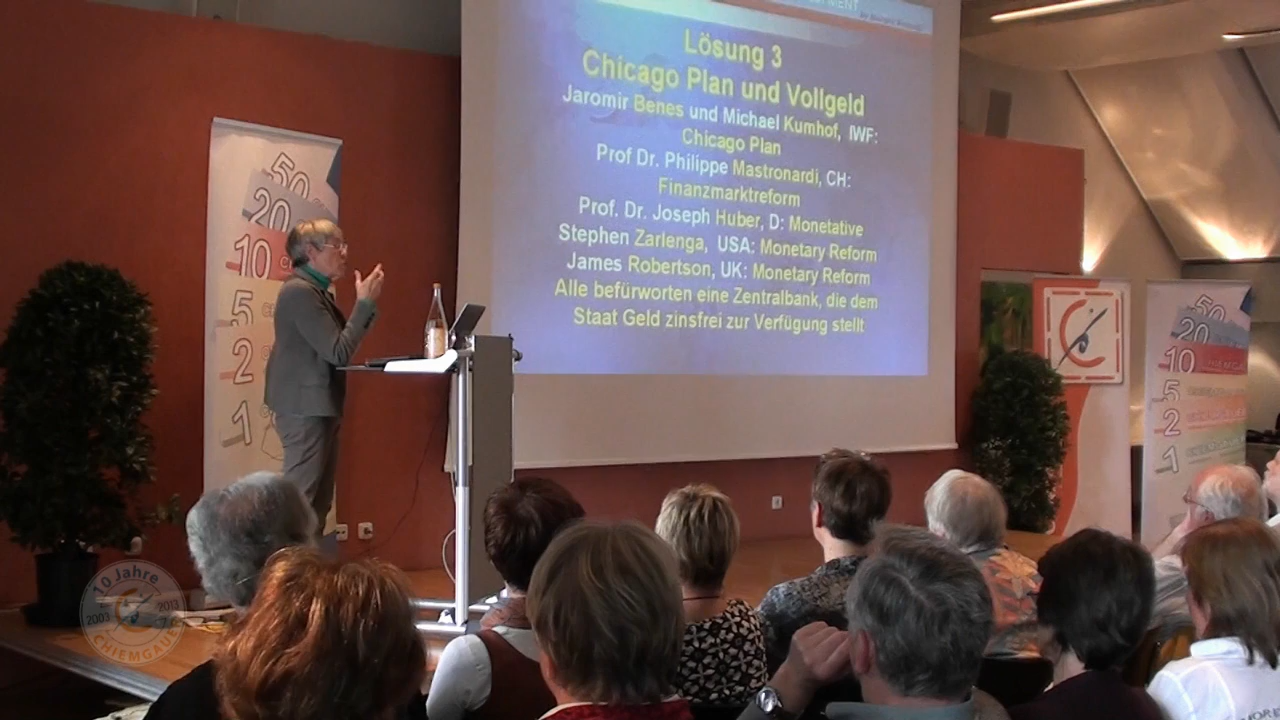 Lösung 3
Chicago Plan und Vollgeld
Jaromir Benes und Michael Kumhof, IWF:
Chicago Plan
Prof Dr. Philippe Mastronardi, CH:
Finanzmarktreform
Prof. Dr. Joseph Huber, D: Monetative
Stephen Zarlenga, USA: Monetary Reform
James Robertson, UK: Monetary Reform
Alle befürworten eine Zentralbank, die dem
Staat Geld zinsfrei zur Verfügung stellt
50
20
10
5
2
1
50
20
10
5
2
1
10 Jahre
2003 2013
CHIEMGAUER